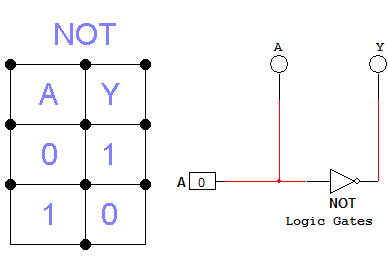 NOT
A Y
0 1
1 0
A Y
A 0
NOT
Logic Gates